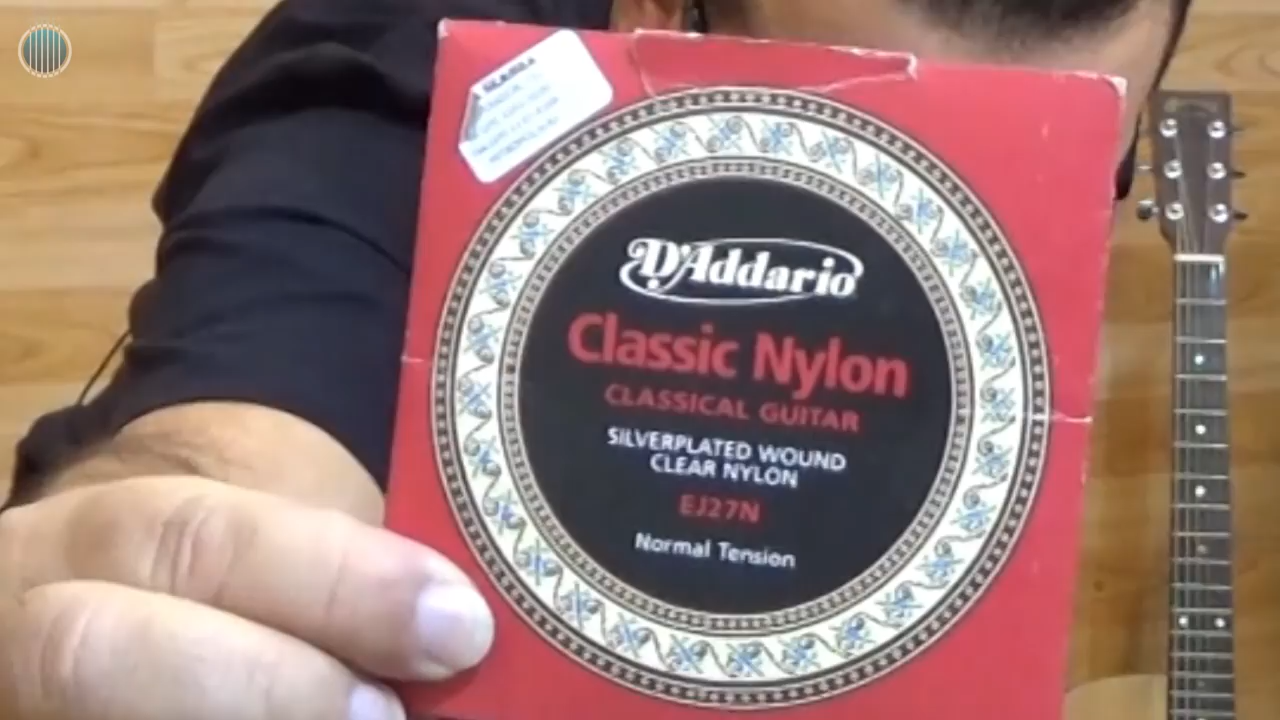 D'Addario
Classic Nylon
CLASSICAL GUITAR
SILVERPLATED WOUND
CLEAR NYLON
EJ27N
Normal Tension